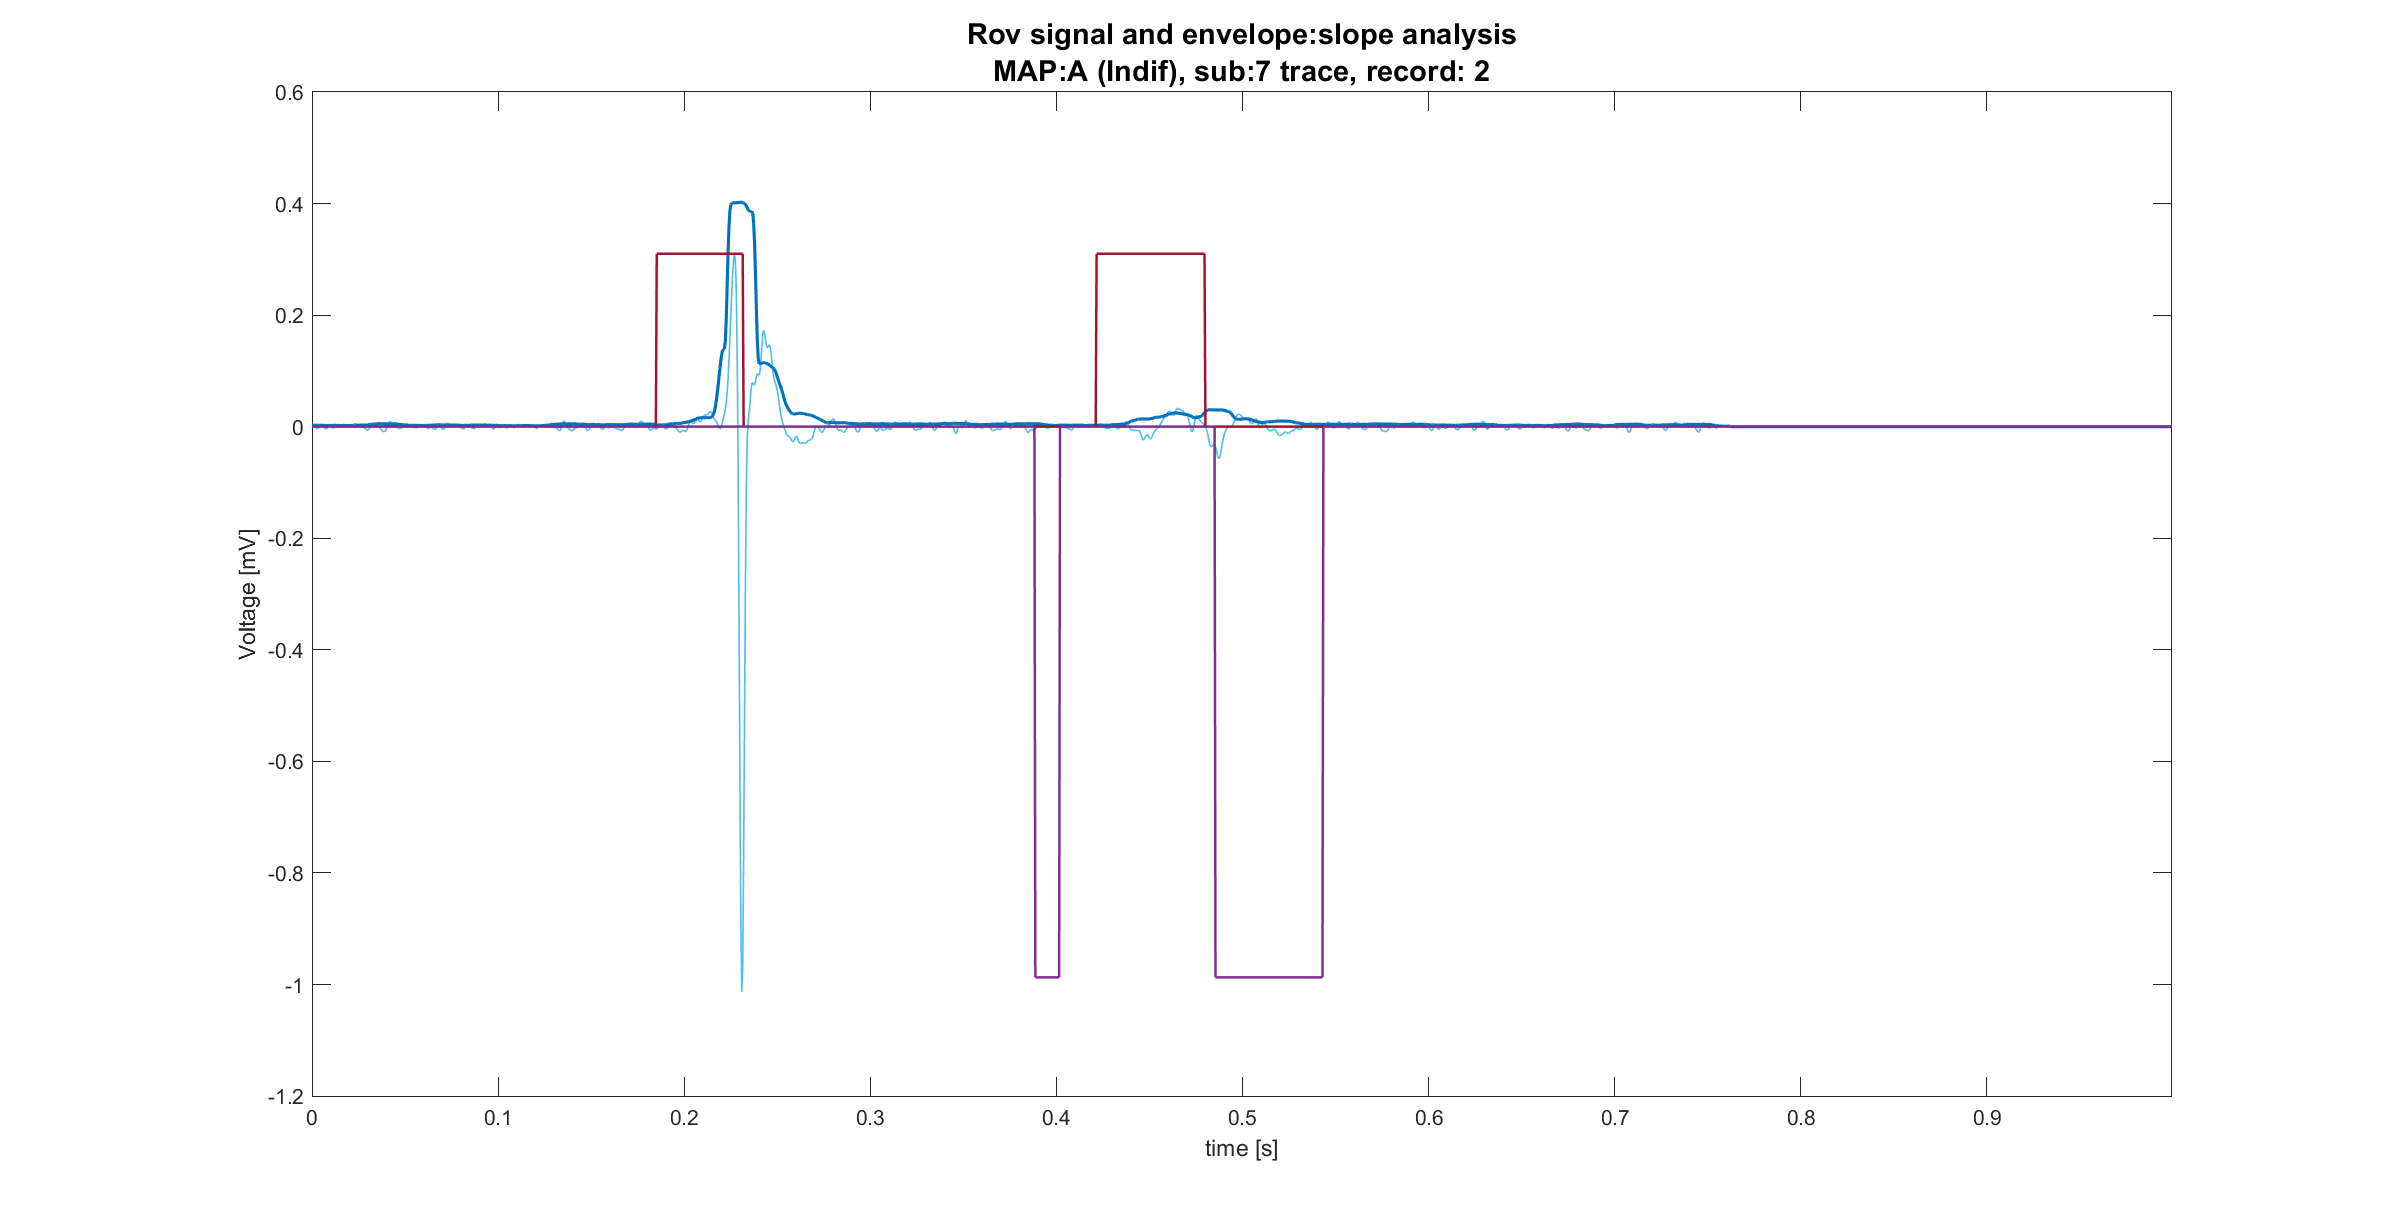 Rov signal and envelope:slope analysis
MAP:A (Indif), sub:7 trace, record: 2
0.6
0.4
0.2
0
-0.2
-0.4
-0.6
-0.8
-1
-1.2
Voltage [mV]
0 0.1 0.2 0.3 0.4 0.5 0.6 0.7 0.8 0.9
time [s]